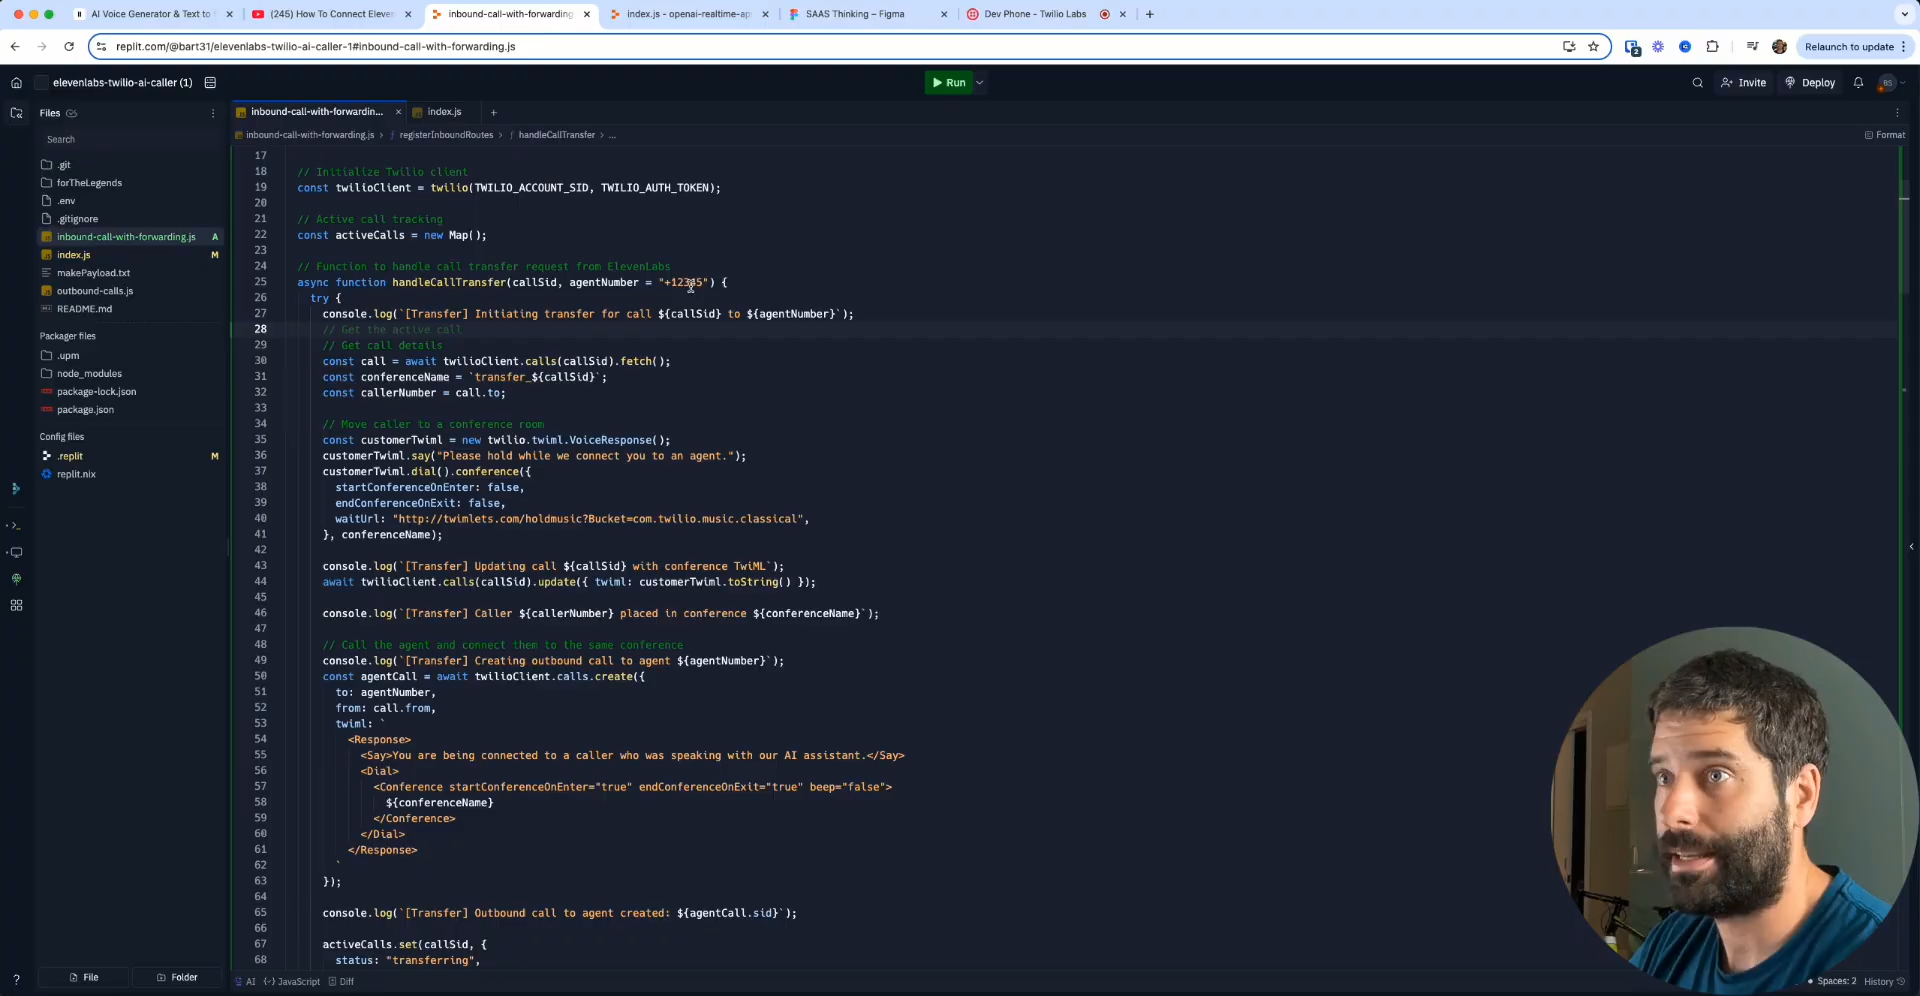 AI Voice Generator & Text to
(245) How To Connect Eleven
inbound-call-with-forwarding
index.js - openai-realtime-ap
SAAS Thinking – Figma
Dev Phone - Twilio Labs
replit.com/@bart31/elevenlabs-twilio-ai-caller-1#inbound-call-with-forwarding.js
2
Relaunch to update
elevenlabs-twilio-ai-caller (1)
Run
Invite
Deploy
BS
Files
inbound-call-with-forwardin...
index.js
Search
inbound-call-with-forwarding.js
registerInboundRoutes
handleCallTransfer
...
Format
.git
forTheLegends
.env
.gitignore
inbound-call-with-forwarding.js A
index.js M
makePayload.txt
outbound-calls.js
README.md
Packager files
.upm
node_modules
package-lock.json
package.json
Config files
.replit M
replit.nix
File
Folder
17
18 // Initialize Twilio client
19 const twilioClient = twilio(TWILIO_ACCOUNT_SID, TWILIO_AUTH_TOKEN);
20
21 // Active call tracking
22 const activeCalls = new Map();
23
24 // Function to handle call transfer request from ElevenLabs
25 async function handleCallTransfer(callSid, agentNumber = "+12345") {
26 try {
27 console.log(`[Transfer] Initiating transfer for call ${callSid} to ${agentNumber}`);
28 // Get the active call
29 // Get call details
30 const call = await twilioClient.calls(callSid).fetch();
31 const conferenceName = `transfer_${callSid}`;
32 const callerNumber = call.to;
33
34 // Move caller to a conference room
35 const customerTwiml = new twilio.twiml.VoiceResponse();
36 customerTwiml.say("Please hold while we connect you to an agent.");
37 customerTwiml.dial().conference({
38 startConferenceOnEnter: false,
39 endConferenceOnExit: false,
40 waitUrl: "http://twimlets.com/holdmusic?Bucket=com.twilio.music.classical",
41 }, conferenceName);
42
43 console.log(`[Transfer] Updating call ${callSid} with conference TwiML`);
44 await twilioClient.calls(callSid).update({ twiml: customerTwiml.toString() });
45
46 console.log(`[Transfer] Caller ${callerNumber} placed in conference ${conferenceName}`);
47
48 // Call the agent and connect them to the same conference
49 console.log(`[Transfer] Creating outbound call to agent ${agentNumber}`);
50 const agentCall = await twilioClient.calls.create({
51 to: agentNumber,
52 from: call.from,
53 twiml: `
54 <Response>
55 <Say>You are being connected to a caller who was speaking with our AI assistant.</Say>
56 <Dial>
57 <Conference startConferenceOnEnter="true" endConferenceOnExit="true" beep="false">
58 ${conferenceName}
59 </Conference>
60 </Dial>
61 </Response>
62 `
63 });
64
65 console.log(`[Transfer] Outbound call to agent created: ${agentCall.sid}`);
66
67 activeCalls.set(callSid, {
68 status: "transferring",
AI
JavaScript
Diff
Spaces: 2
History